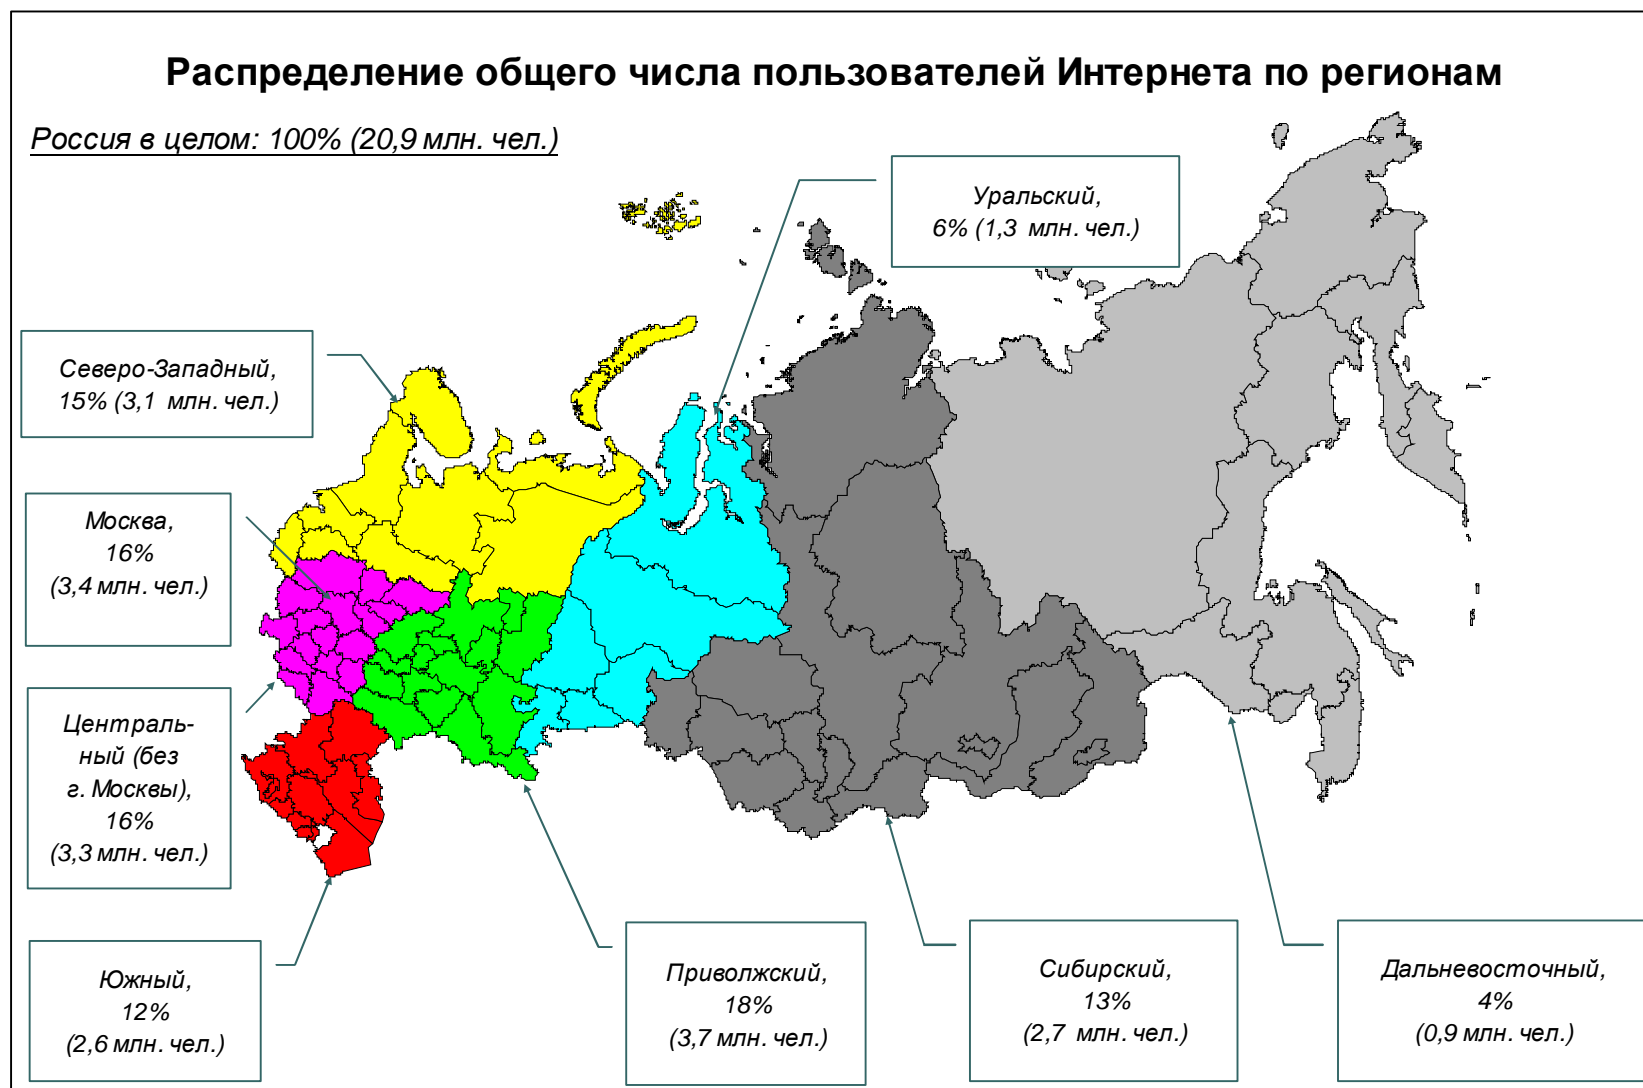 Распределение общего числа пользователей Интернета по регионам
Россия в целом: 100% (20,9 млн. чел.)
Уральский,
6% (1,3 млн. чел.)
Северо-Западный,
15% (3,1 млн. чел.)
Москва,
16%
(3,4 млн. чел.)
Централь-
ный (без
г. Москвы),
16%
(3,3 млн. чел.)
Южный,
12%
(2,6 млн. чел.)
Приволжский,
18%
(3,7 млн. чел.)
Сибирский,
13%
(2,7 млн. чел.)
Дальневосточный,
4%
(0,9 млн. чел.)